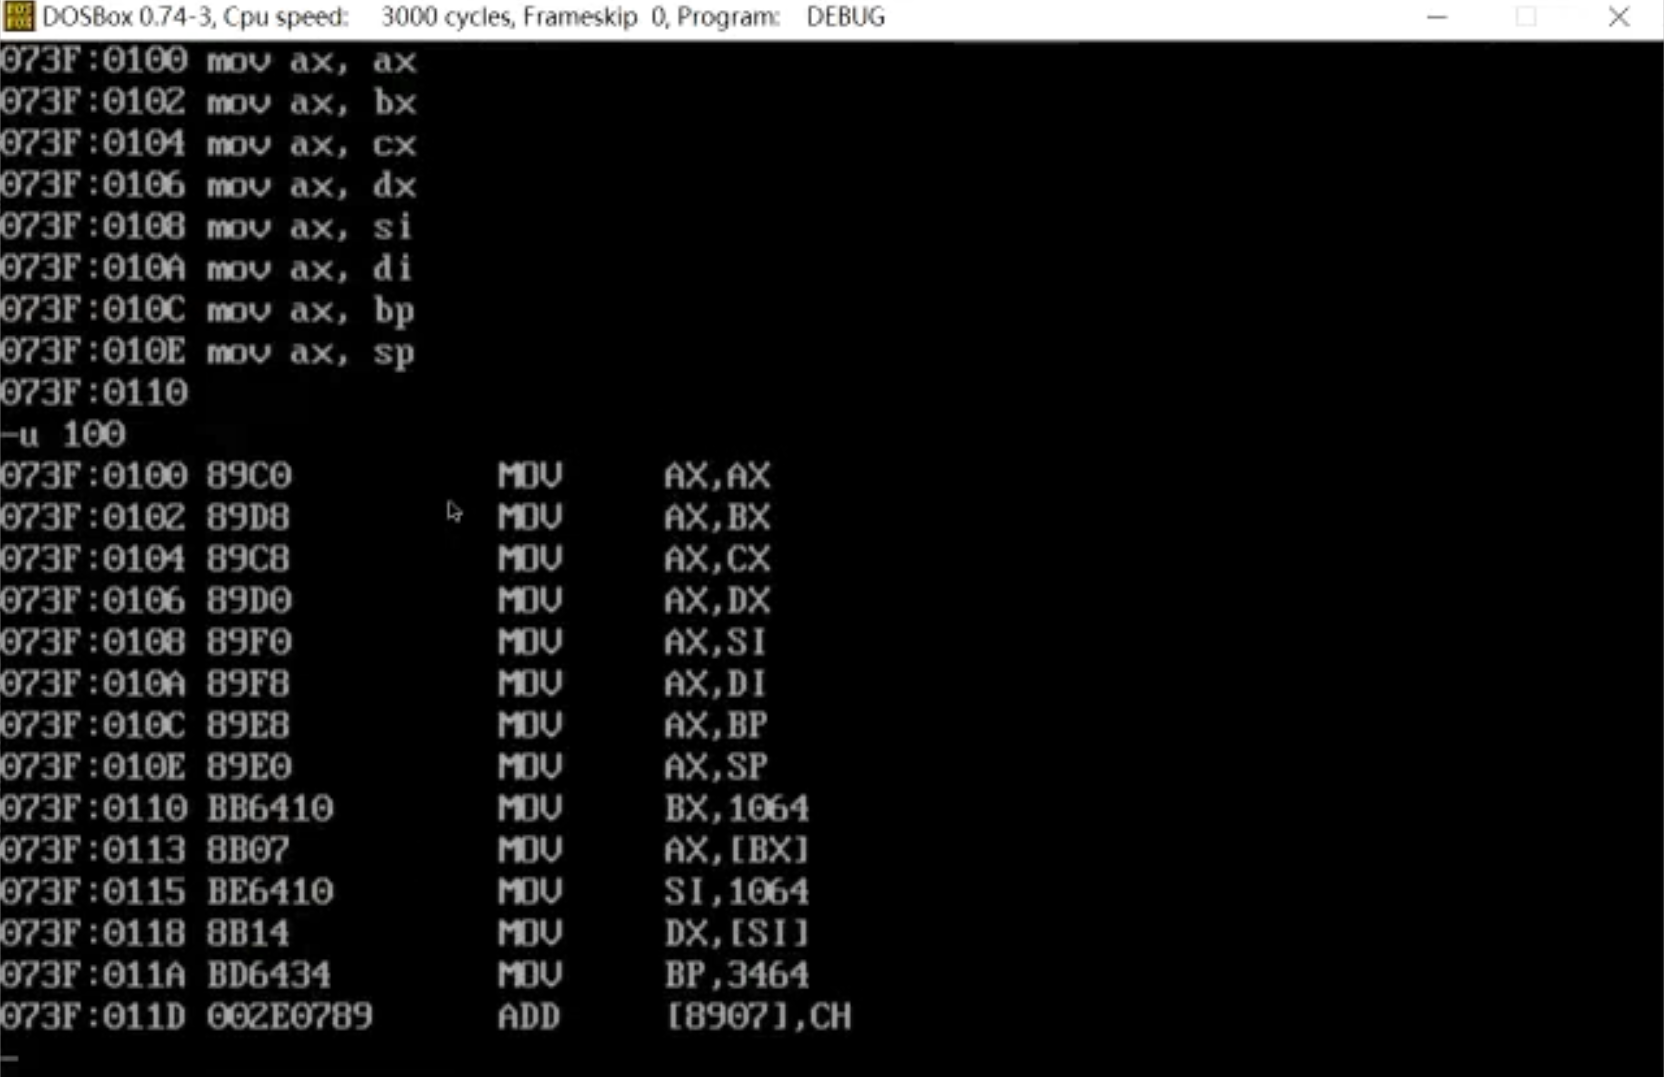 DOSBox 0.74-3, Cpu speed: 3000 cycles, Frameskip 0, Program: DEBUG
073F:0100 mov ax, ax
073F:0102 mov ax, bx
073F:0104 mov ax, cx
073F:0106 mov ax, dx
073F:0108 mov ax, si
073F:010A mov ax, di
073F:010C mov ax, bp
073F:010E mov ax, sp
073F:0110
-u 100
073F:0100 89C0 MOV AX,AX
073F:0102 89D8 MOV AX,BX
073F:0104 89C8 MOV AX,CX
073F:0106 89D0 MOV AX,DX
073F:0108 89F0 MOV AX,SI
073F:010A 89F8 MOV AX,DI
073F:010C 89E8 MOV AX,BP
073F:010E 89E0 MOV AX,SP
073F:0110 BB6410 MOV BX,1064
073F:0113 8B07 MOV AX,[BX]
073F:0115 BE6410 MOV SI,1064
073F:0118 8B14 MOV DX,[SI]
073F:011A BD6434 MOV BP,3464
073F:011D 002E0789 ADD [8907],CH